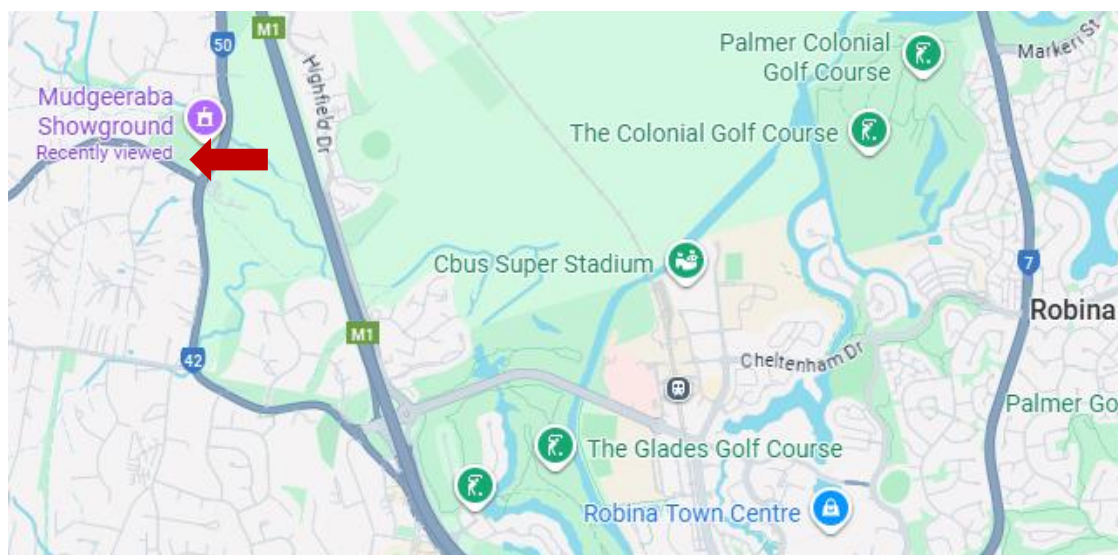 M1
50
Highfield Dr
Mudgeeraba
Showground
Recently viewed
Palmer Colonial
Golf Course
Markeri St
The Colonial Golf Course
Cbus Super Stadium
7
Robina
M1
42
Cheltenham Dr
Palmer Go
The Glades Golf Course
Robina Town Centre